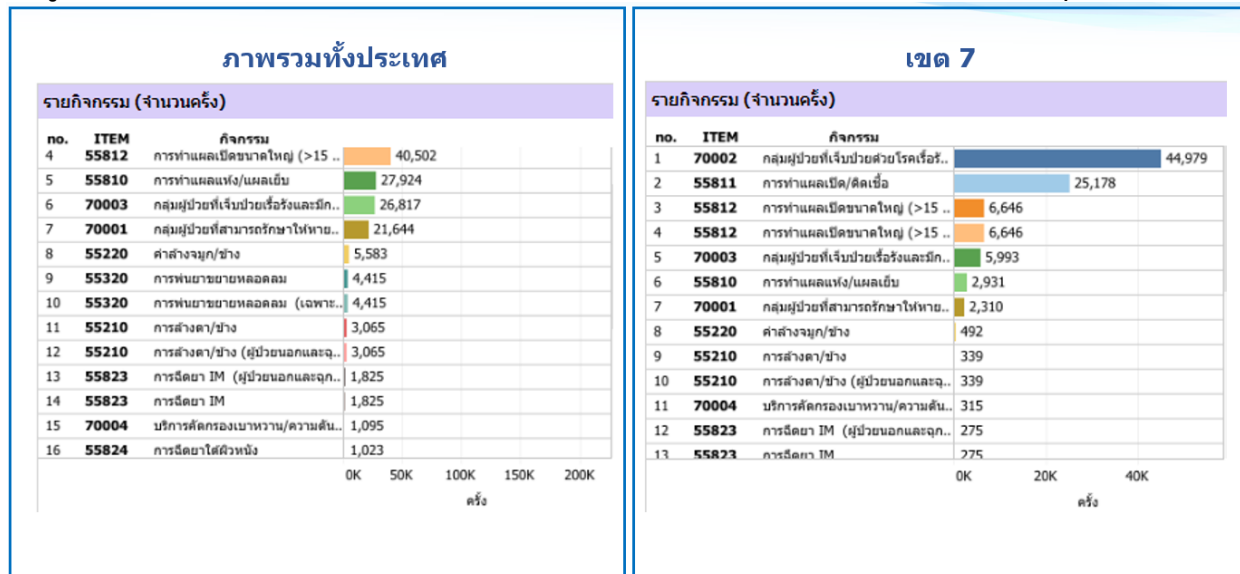 ภาพรวมทั้งประเทศ
รายกิจกรรม (จำนวนครั้ง)
no. ITEM กิจกรรม
4 55812 การทำแผลเปิดขนาดใหญ่ (>15 .. 40,502
5 55810 การทำแผลแห้ง/แผลเย็บ 27,924
6 70003 กลุ่มผู้ป่วยที่เจ็บป่วยเรื้อรังและมีก.. 26,817
7 70001 กลุ่มผู้ป่วยที่สามารถรักษาให้หาย.. 21,644
8 55220 ค่าล้างจมูก/ข้าง 5,583
9 55320 การพ่นยาขยายหลอดลม 4,415
10 55320 การพ่นยาขยายหลอดลม (เฉพาะ.. 4,415
11 55210 การล้างตา/ข้าง 3,065
12 55210 การล้างตา/ข้าง (ผู้ป่วยนอกและฉุ.. 3,065
13 55823 การฉีดยา IM (ผู้ป่วยนอกและฉุกฺ.. 1,825
14 55823 การฉีดยา IM 1,825
15 70004 บริการคัดกรองเบาหวาน/ความดัน.. 1,095
16 55824 การฉีดยาใต้ผิวหนัง 1,023
0K 50K 100K 150K 200K
ครั้ง
เขต 7
รายกิจกรรม (จำนวนครั้ง)
no. ITEM กิจกรรม
1 70002 กลุ่มผู้ป่วยที่เจ็บป่วยด้วยโรคเรื้อรั.. 44,979
2 55811 การทำแผลเปิด/ติดเชื้อ 25,178
3 55812 การทำแผลเปิดขนาดใหญ่ (>15 .. 6,646
4 55812 การทำแผลเปิดขนาดใหญ่ (>15 .. 6,646
5 70003 กลุ่มผู้ป่วยที่เจ็บป่วยเรื้อรังและมีก.. 5,993
6 55810 การทำแผลแห้ง/แผลเย็บ 2,931
7 70001 กลุ่มผู้ป่วยที่สามารถรักษาให้หาย.. 2,310
8 55220 ค่าล้างจมูก/ข้าง 492
9 55210 การล้างตา/ข้าง 339
10 55210 การล้างตา/ข้าง (ผู้ป่วยนอกและฉุ.. 339
11 70004 บริการคัดกรองเบาหวาน/ความดัน.. 315
12 55823 การฉีดยา IM (ผู้ป่วยนอกและฉุก.. 275
13 55823 การฉีดยา IM 275
0K 20K 40K
ครั้ง